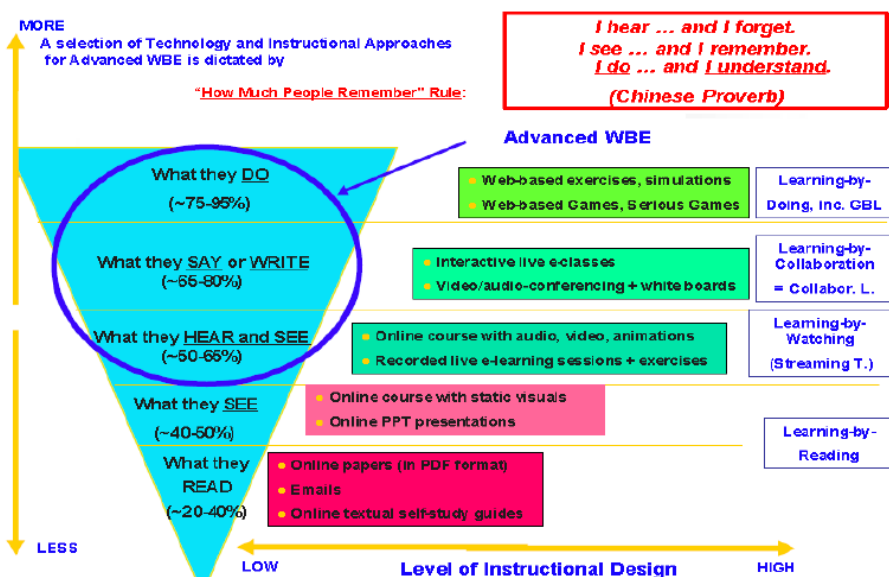 MORE
A selection of Technology and Instructional Approaches
for Advanced WBE is dictated by
"How Much People Remember" Rule:
I hear ... and I forget.
I see ... and I remember.
I do ... and I understand.
(Chinese Proverb)
Advanced WBE
What they DO
(~75-95%)
Web-based exercises, simulations
Web-based Games, Serious Games
Learning-by-
Doing, inc. GBL
What they SAY or WRITE
(~65-80%)
Interactive live e-classes
Video/audio-conferencing + white boards
Learning-by-
Collaboration
= Collabor. L.
What they HEAR and SEE
(~50-65%)
Online course with audio, video, animations
Recorded live e-learning sessions + exercises
Learning-by-
Watching
(Streaming T.)
What they SEE
(~40-50%)
Online course with static visuals
Online PPT presentations
Learning-by-
Reading
What they
READ
(~20-40%)
Online papers (in PDF format)
Emails
Online textual self-study guides
LESS
LOW
Level of Instructional Design
HIGH